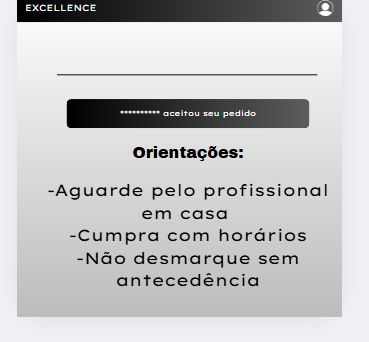 EXCELLENCE
********** aceitou seu pedido
Orientações:
-Aguarde pelo profissional
em casa
-Cumpra com horários
-Não desmarque sem
antecedência